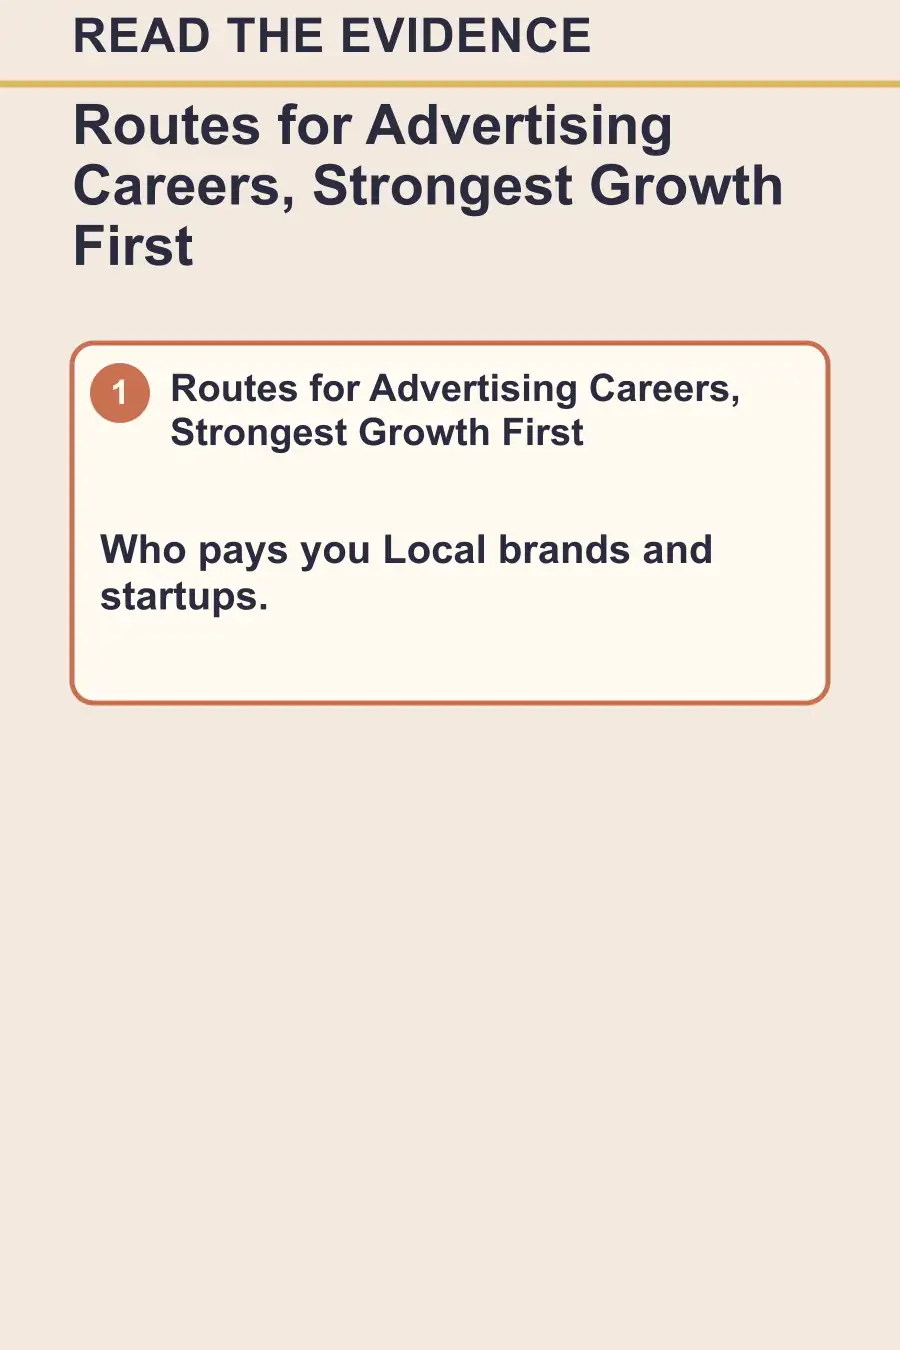 READ THE EVIDENCE
Routes for Advertising
Careers, Strongest Growth
First
1
Routes for Advertising Careers,
Strongest Growth First
Who pays you Local brands and
startups.